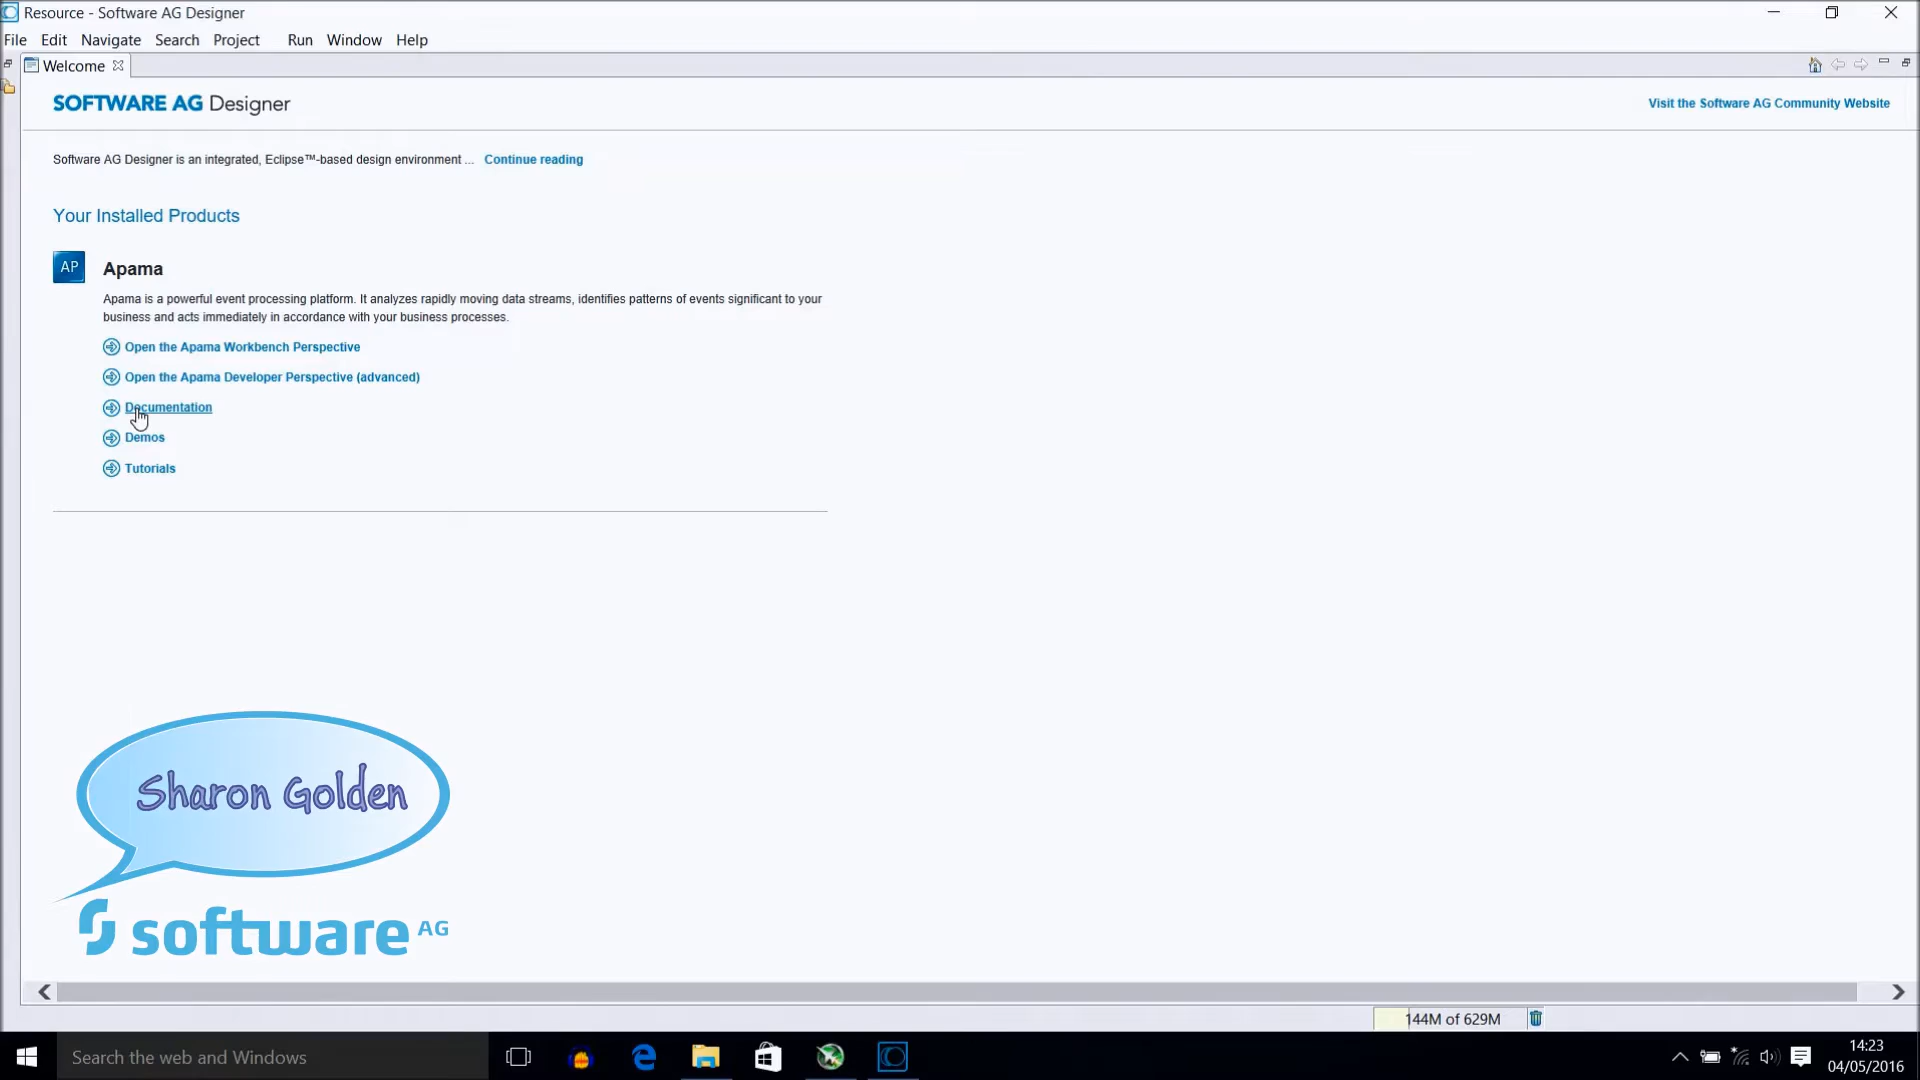 Resource - Software AG Designer
File Edit Navigate Search Project Run Window Help
Welcome
SOFTWARE AG Designer
Visit the Software AG Community Website
Software AG Designer is an integrated, Eclipse™-based design environment ... Continue reading
Your Installed Products
AP
Apama
Apama is a powerful event processing platform. It analyzes rapidly moving data streams, identifies patterns of events significant to your
business and acts immediately in accordance with your business processes.
Open the Apama Workbench Perspective
Open the Apama Developer Perspective (advanced)
Documentation
Demos
Tutorials
Sharon Golden
software AG
144M of 629M
Search the web and Windows
14:23
04/05/2016